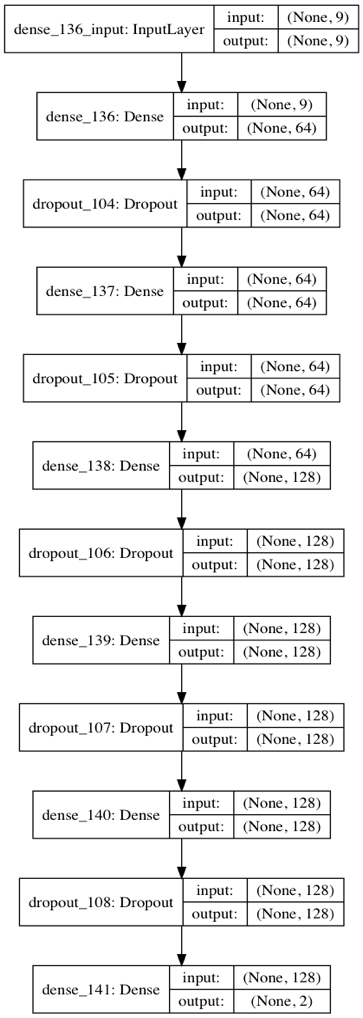 dense_136_input: InputLayer input: (None, 9)
output: (None, 9)
dense_136: Dense input: (None, 9)
output: (None, 64)
dropout_104: Dropout input: (None, 64)
output: (None, 64)
dense_137: Dense input: (None, 64)
output: (None, 64)
dropout_105: Dropout input: (None, 64)
output: (None, 64)
dense_138: Dense input: (None, 64)
output: (None, 128)
dropout_106: Dropout input: (None, 128)
output: (None, 128)
dense_139: Dense input: (None, 128)
output: (None, 128)
dropout_107: Dropout input: (None, 128)
output: (None, 128)
dense_140: Dense input: (None, 128)
output: (None, 128)
dropout_108: Dropout input: (None, 128)
output: (None, 128)
dense_141: Dense input: (None, 128)
output: (None, 2)